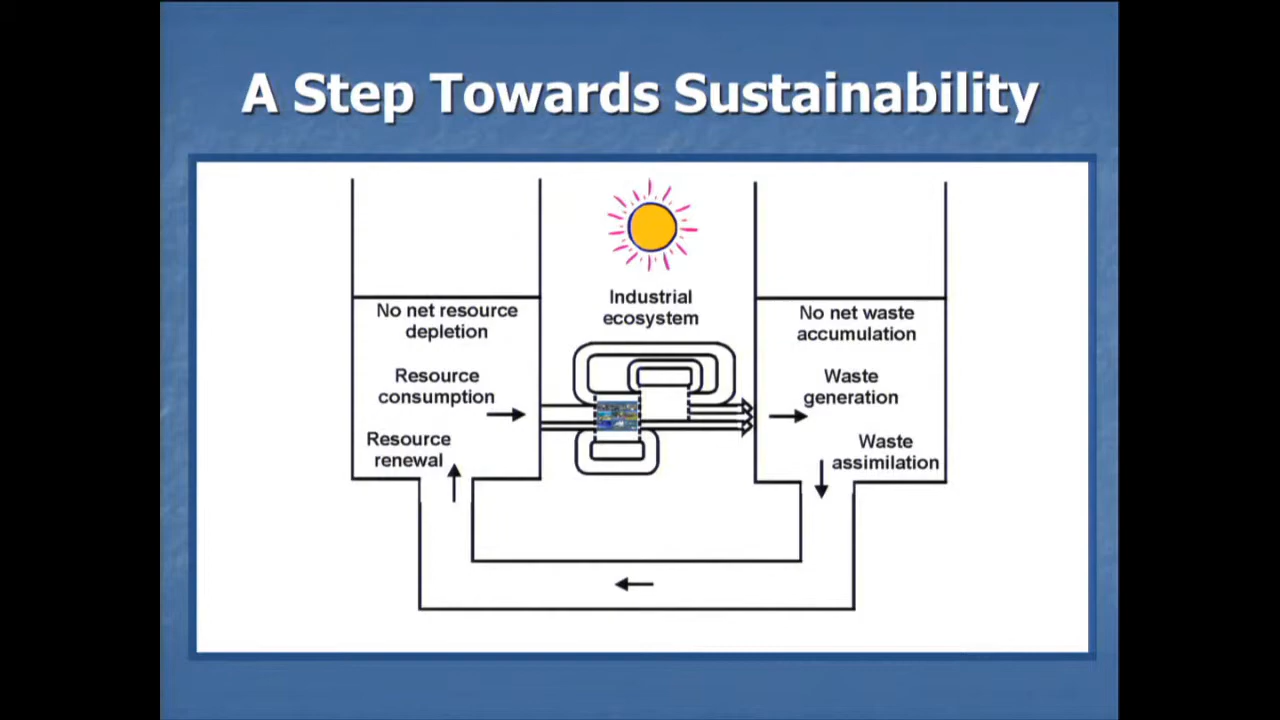 A Step Towards Sustainability
No net resource
depletion
Resource
consumption
Resource
renewal
Industrial
ecosystem
No net waste
accumulation
Waste
generation
Waste
assimilation